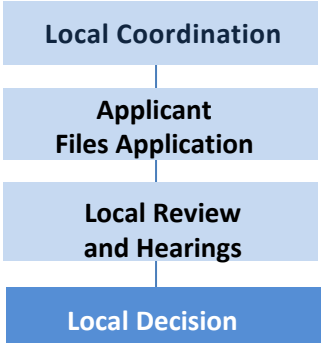 Local Coordination
Applicant
Files Application
Local Review
and Hearings
Local Decision